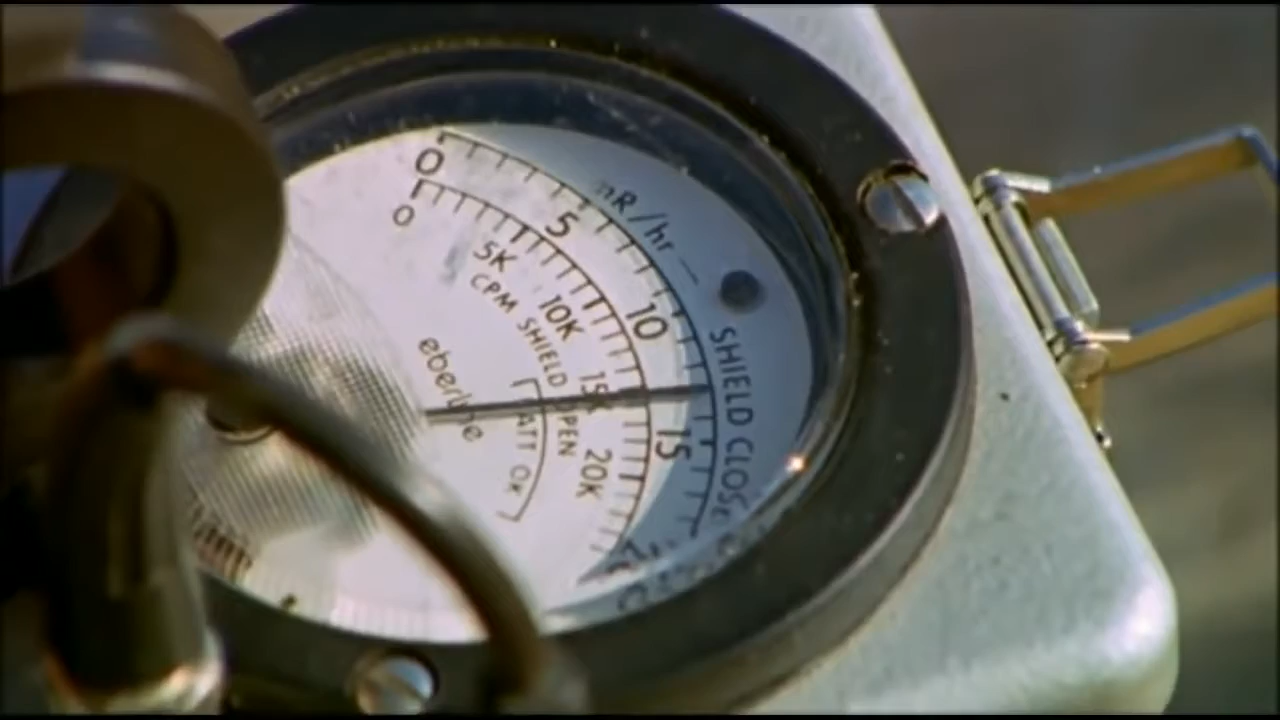 0 5 10 15
mR/hr — SHIELD CLOSE
0 5K 10K 15K 20K
CPM SHIELD OPEN
BATT OK
eberline